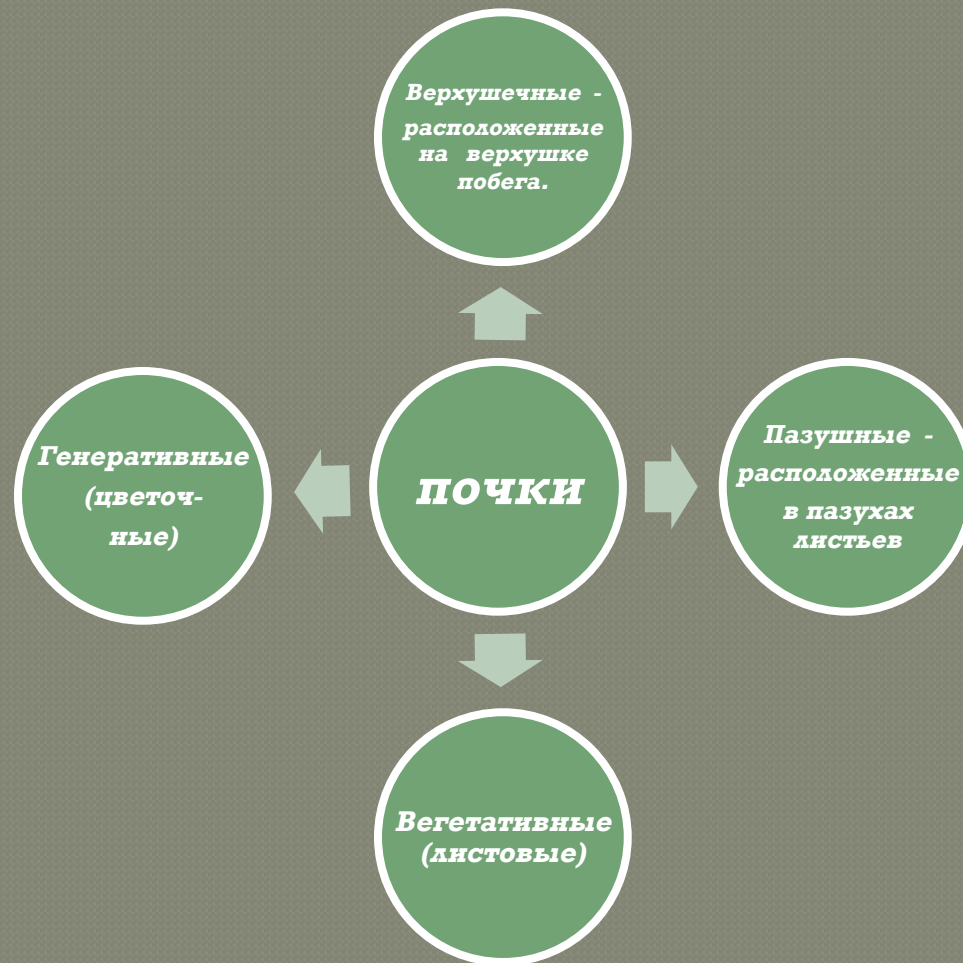 Верхушечные -
расположенные
на верхушке
побега.
Генеративные
(цветоч-
ные)
почки
Пазушные -
расположенные
в пазухах
листьев
Вегетативные
(листовые)